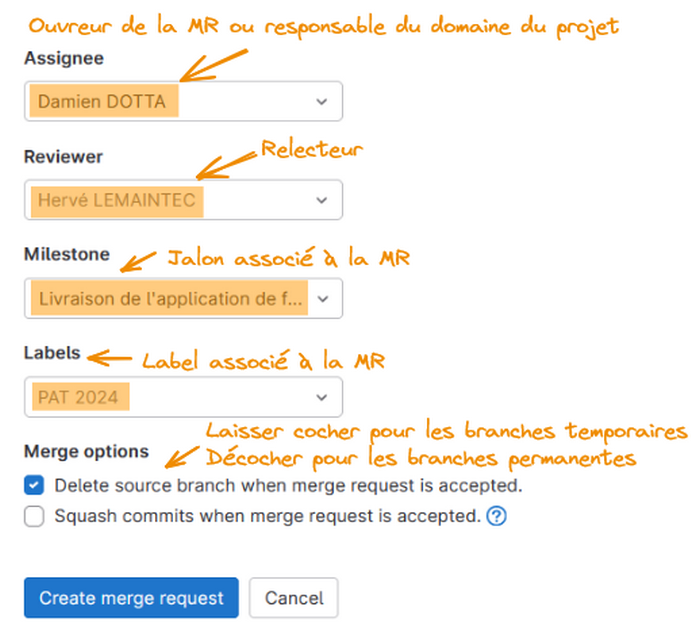 Ouvreur de la MR ou responsable du domaine du projet
Assignee
Damien DOTTA
Reviewer
Relecteur
Hervé LEMAINTEC
Milestone
Jalon associé à la MR
Livraison de l'application de f...
Labels
Label associé à la MR
PAT 2024
Laisser cocher pour les branches temporaires
Merge options
Décocher pour les branches permanentes
Delete source branch when merge request is accepted.
Squash commits when merge request is accepted. ?
Create merge request
Cancel